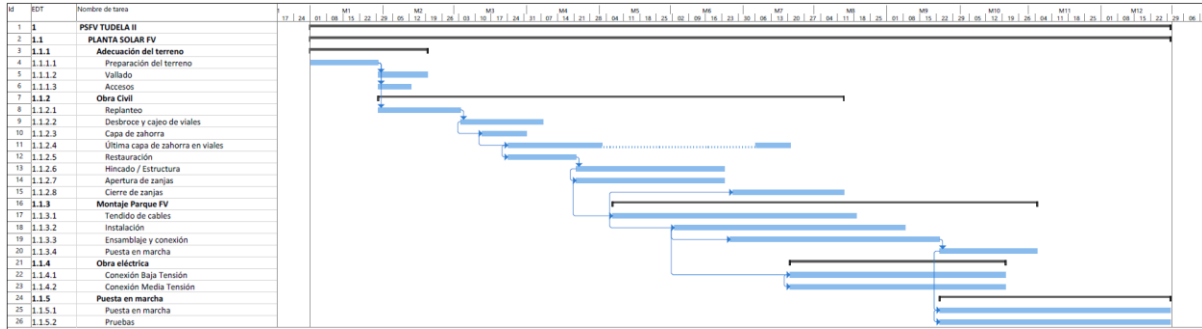 Id EDT Nombre de tarea
M1 M2 M3 M4 M5 M6 M7 M8 M9 M10 M11 M12
17 24 01 08 15 22 29 05 12 19 26 03 10 17 24 31 07 14 21 28 04 11 18 25 02 09 16 23 30 06 13 20 27 04 11 18 25 01 08 15 22 29 06 13 20 27 04 11 18 25 01 08 15 22 29 06
1 1 PSFV TUDELA II
2 1.1 PLANTA SOLAR FV
3 1.1.1 Adecuación del terreno
4 1.1.1.1 Preparación del terreno
5 1.1.1.2 Vallado
6 1.1.1.3 Accesos
7 1.1.2 Obra Civil
8 1.1.2.1 Replanteo
9 1.1.2.2 Desbroce y cajeo de viales
10 1.1.2.3 Capa de zahorra
11 1.1.2.4 Última capa de zahorra en viales
12 1.1.2.5 Restauración
13 1.1.2.6 Hincado / Estructura
14 1.1.2.7 Apertura de zanjas
15 1.1.2.8 Cierre de zanjas
16 1.1.3 Montaje Parque FV
17 1.1.3.1 Tendido de cables
18 1.1.3.2 Instalación
19 1.1.3.3 Ensamblaje y conexión
20 1.1.3.4 Puesta en marcha
21 1.1.4 Obra eléctrica
22 1.1.4.1 Conexión Baja Tensión
23 1.1.4.2 Conexión Media Tensión
24 1.1.5 Puesta en marcha
25 1.1.5.1 Puesta en marcha
26 1.1.5.2 Pruebas